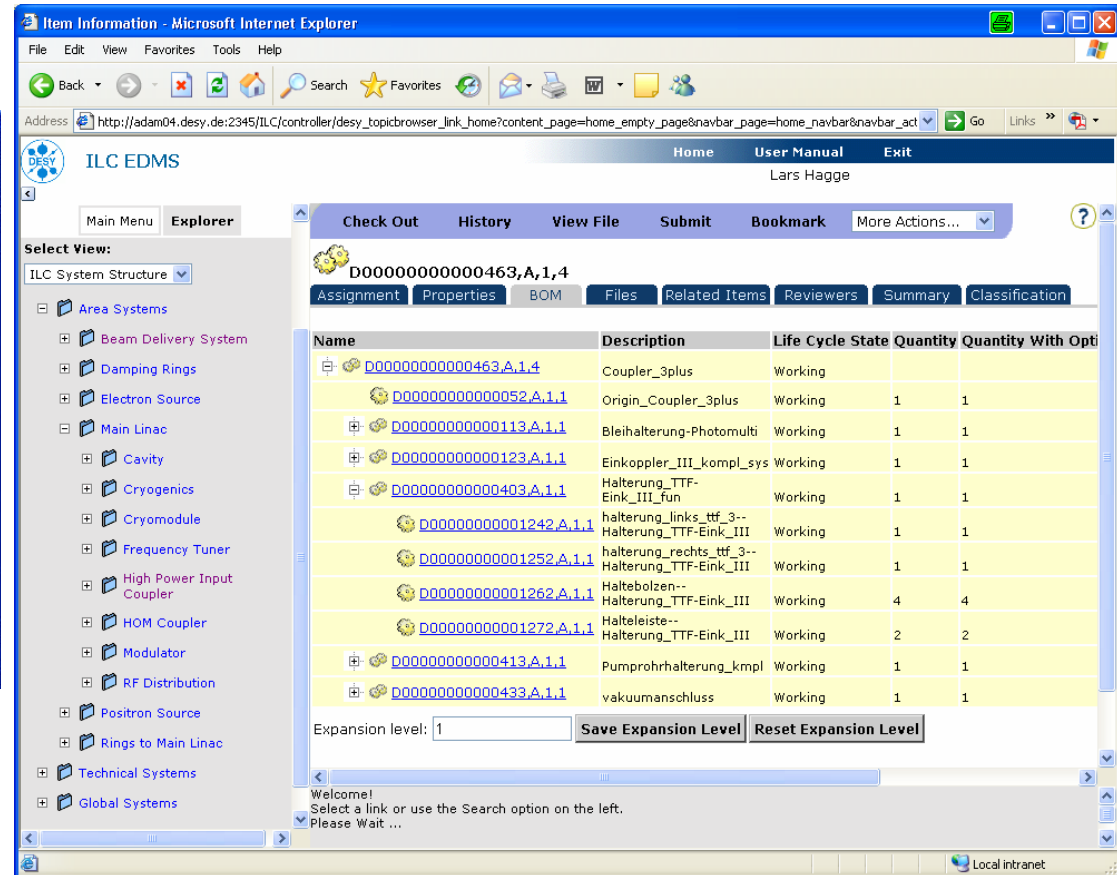 Item Information - Microsoft Internet Explorer
File Edit View Favorites Tools Help
Back Search Favorites
Address http://adam04.desy.de:2345/ILC/controller/desy_topicbrowser_link_home?content_page=home_empty_page&navbar_page=home_navbar&navbar_act Go Links »
DESY ILC EDMS Home User Manual Exit
Lars Hagge
Main Menu Explorer
Select View:
ILC System Structure
Area Systems
Beam Delivery System
Damping Rings
Electron Source
Main Linac
Cavity
Cryogenics
Cryomodule
Frequency Tuner
High Power Input
Coupler
HOM Coupler
Modulator
RF Distribution
Positron Source
Rings to Main Linac
Technical Systems
Global Systems
Check Out History View File Submit Bookmark More Actions... ?
D00000000000463,A,1,4
Assignment Properties BOM Files Related Items Reviewers Summary Classification
Name Description Life Cycle State Quantity Quantity With Opti
D00000000000463,A,1,4 Coupler_3plus Working
D00000000000052,A,1,1 Origin_Coupler_3plus Working 1 1
D00000000000113,A,1,1 Bleihalterung-Photomulti Working 1 1
D00000000000123,A,1,1 Einkoppler_III_kompl_sys Working 1 1
D00000000000403,A,1,1 Halterung_TTF-
Eink_III_fun Working 1 1
D00000000001242,A,1,1 halterung_links_ttf_3--
Halterung_TTF-Eink_III Working 1 1
D00000000001252,A,1,1 halterung_rechts_ttf_3--
Halterung_TTF-Eink_III Working 1 1
D00000000001262,A,1,1 Haltebolzen--
Halterung_TTF-Eink_III Working 4 4
D00000000001272,A,1,1 Halteleiste--
Halterung_TTF-Eink_III Working 2 2
D00000000000413,A,1,1 Pumprohrhalterung_kmpl Working 1 1
D00000000000433,A,1,1 vakuumanschluss Working 1 1
Expansion level: 1 Save Expansion Level Reset Expansion Level
Welcome!
Select a link or use the Search option on the left.
Please Wait ...
Local intranet